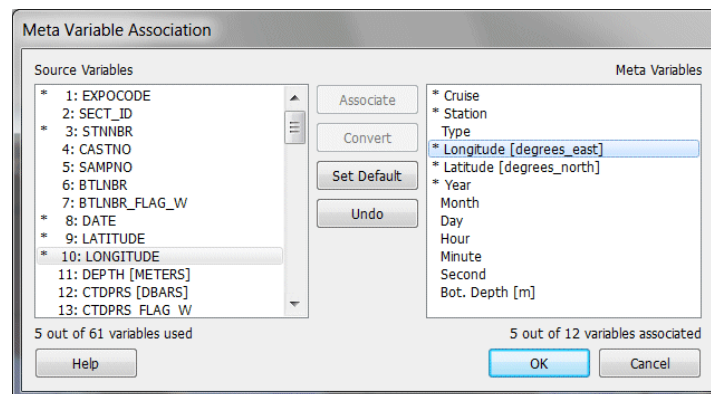 Meta Variable Association
Source Variables
* 1: EXPOCODE
2: SECT_ID
* 3: STNNBR
4: CASTNO
5: SAMPNO
6: BTLNBR
7: BTLNBR_FLAG_W
* 8: DATE
* 9: LATITUDE
* 10: LONGITUDE
11: DEPTH [METERS]
12: CTDPRS [DBARS]
13: CTDPRS FLAG W
5 out of 61 variables used
Associate
Convert
Set Default
Undo
Meta Variables
* Cruise
* Station
Type
* Longitude [degrees_east]
* Latitude [degrees_north]
* Year
Month
Day
Hour
Minute
Second
Bot. Depth [m]
5 out of 12 variables associated
Help
OK
Cancel